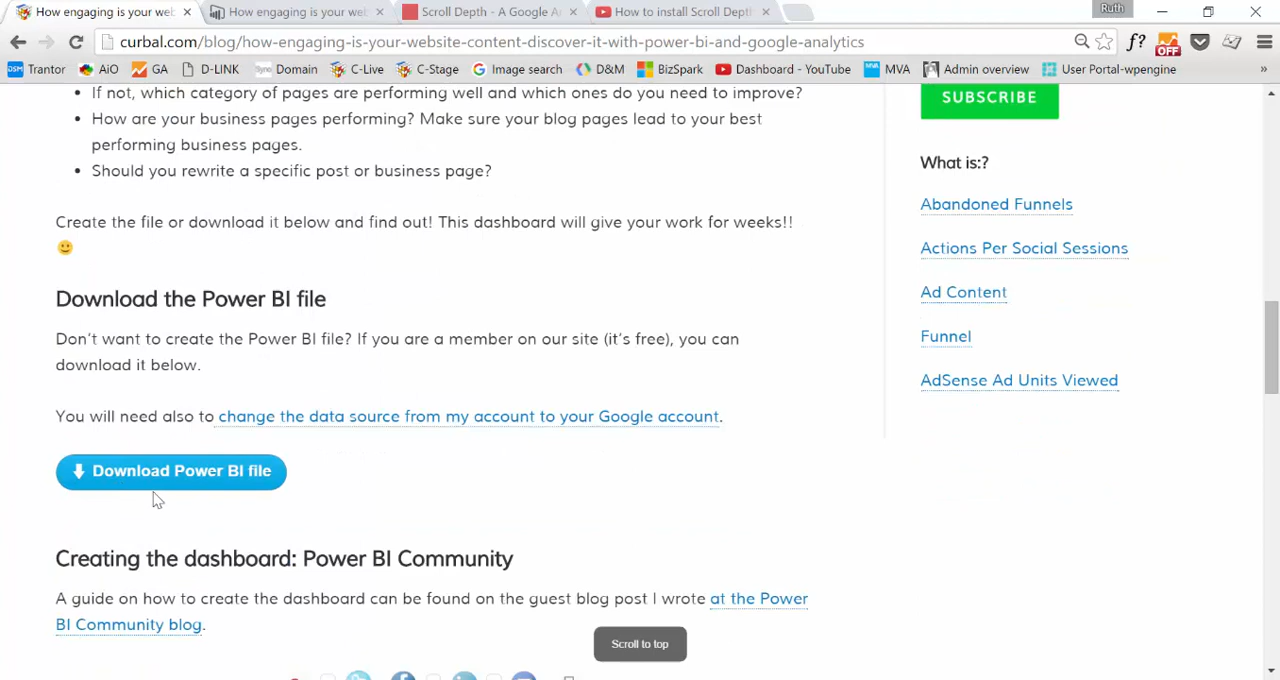 How engaging is your web
How engaging is your web
Scroll Depth - A Google A
How to install Scroll Depth
Ruth
curbal.com/blog/how-engaging-is-your-website-content-discover-it-with-power-bi-and-google-analytics
f?
OFF
DSM Trantor
AiO
GA
D-LINK
Domain
C-Live
C-Stage
Image search
D&M
BizSpark
Dashboard - YouTube
MVA MVA
Admin overview
User Portal-wpengine
»
• If not, which category of pages are performing well and which ones do you need to improve?
• How are your business pages performing? Make sure your blog pages lead to your best
performing business pages.
• Should you rewrite a specific post or business page?
Create the file or download it below and find out! This dashboard will give your work for weeks!!
Download the Power BI file
Don't want to create the Power BI file? If you are a member on our site (it's free), you can
download it below.
You will need also to change the data source from my account to your Google account.
Download Power BI file
Creating the dashboard: Power BI Community
A guide on how to create the dashboard can be found on the guest blog post I wrote at the Power
BI Community blog.
Scroll to top
SUBSCRIBE
What is:?
Abandoned Funnels
Actions Per Social Sessions
Ad Content
Funnel
AdSense Ad Units Viewed